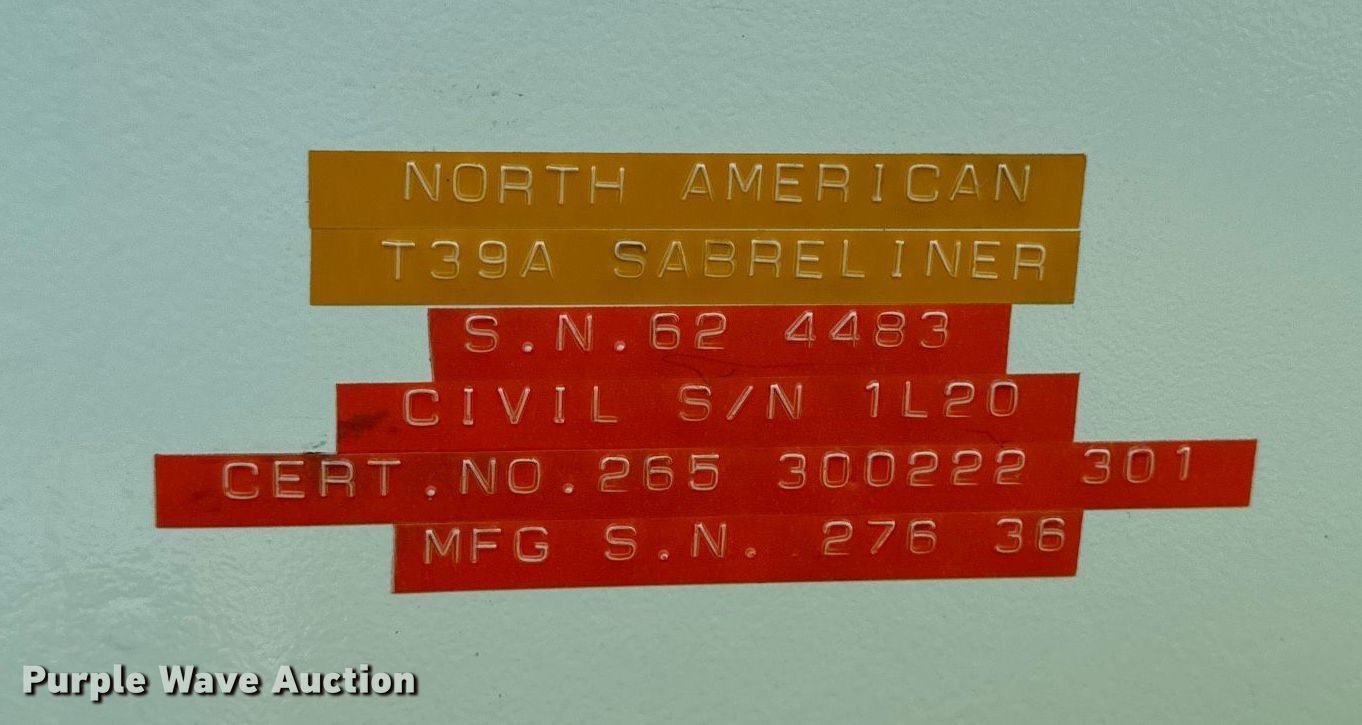 NORTH AMERICAN
T39A SABRELINER
S.N.62 4483
CIVIL S/N 1L20
CERT.NO.265 300222 301
MFG S.N. 276 36
Purple Wave Auction